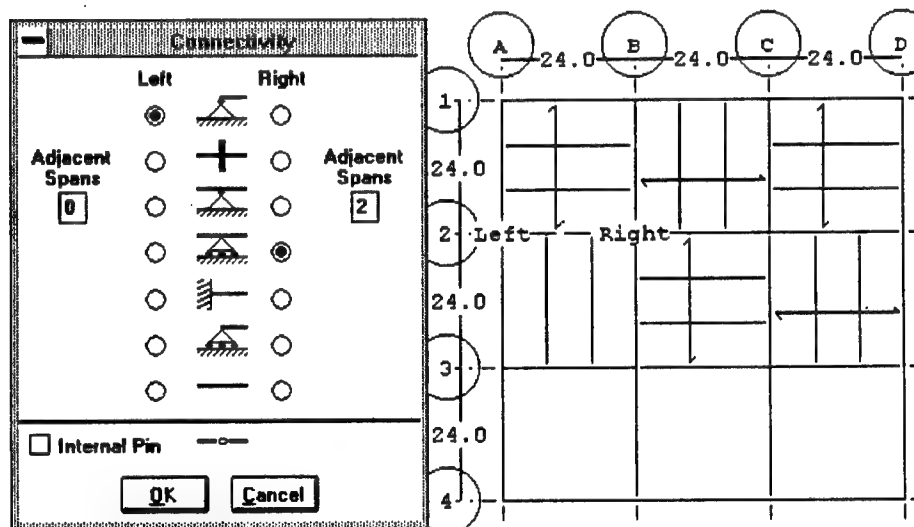 Connectivity
Left Right
Adjacent Spans
0
Adjacent Spans
2
Internal Pin
OK Cancel
A B C D
24.0 24.0 24.0
1
24.0
2 Left Right
24.0
3
24.0
4